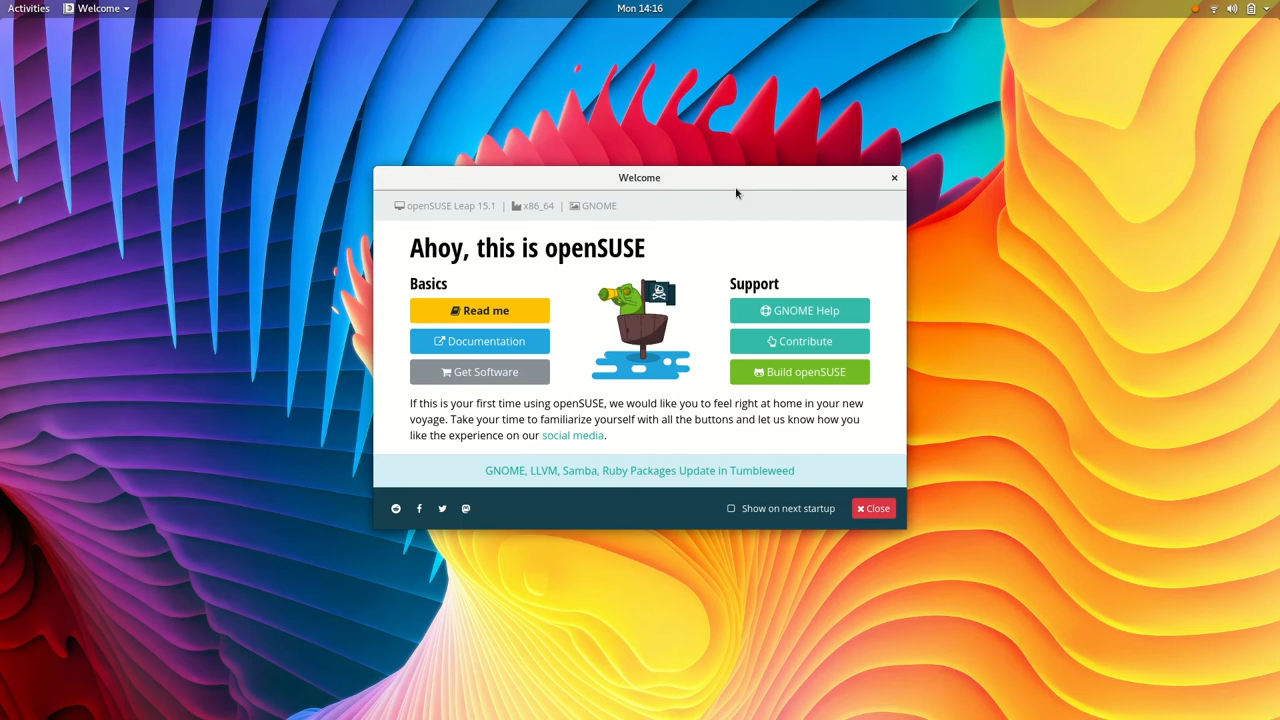 Activities
Welcome
Mon 14:16
Welcome
openSUSE Leap 15.1 | x86_64 | GNOME
Ahoy, this is openSUSE
Basics
Support
Read me
GNOME Help
Documentation
Contribute
Get Software
Build openSUSE
If this is your first time using openSUSE, we would like you to feel right at home in your new
voyage. Take your time to familiarize yourself with all the buttons and let us know how you
like the experience on our social media.
GNOME, LLVM, Samba, Ruby Packages Update in Tumbleweed
Show on next startup
Close